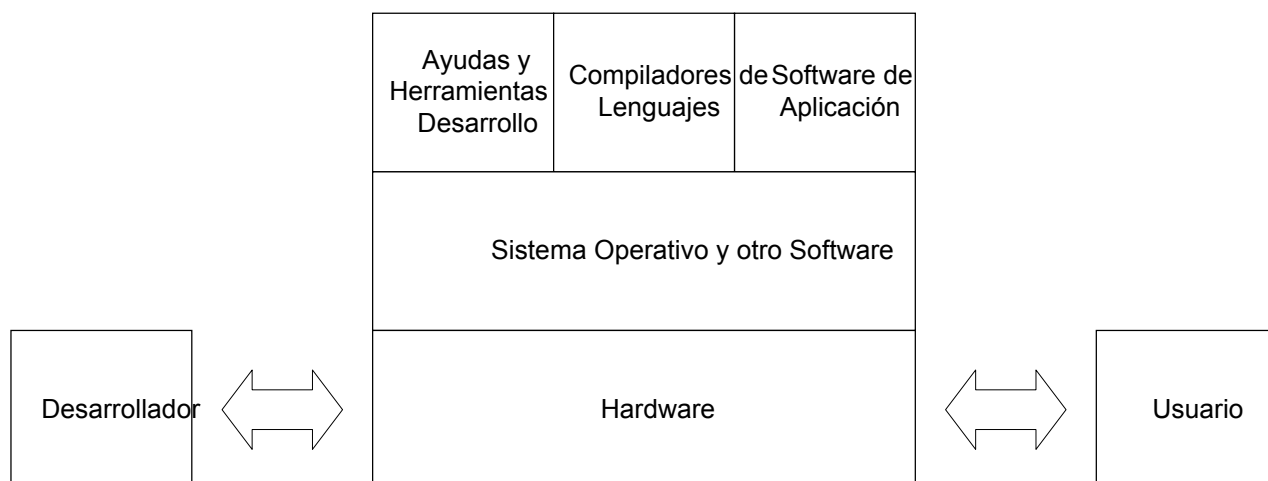 Ayudas y
Herramientas
Desarrollo
Compiladores de
Lenguajes
Software de
Aplicación
Sistema Operativo y otro Software
Desarrollador
Hardware
Usuario